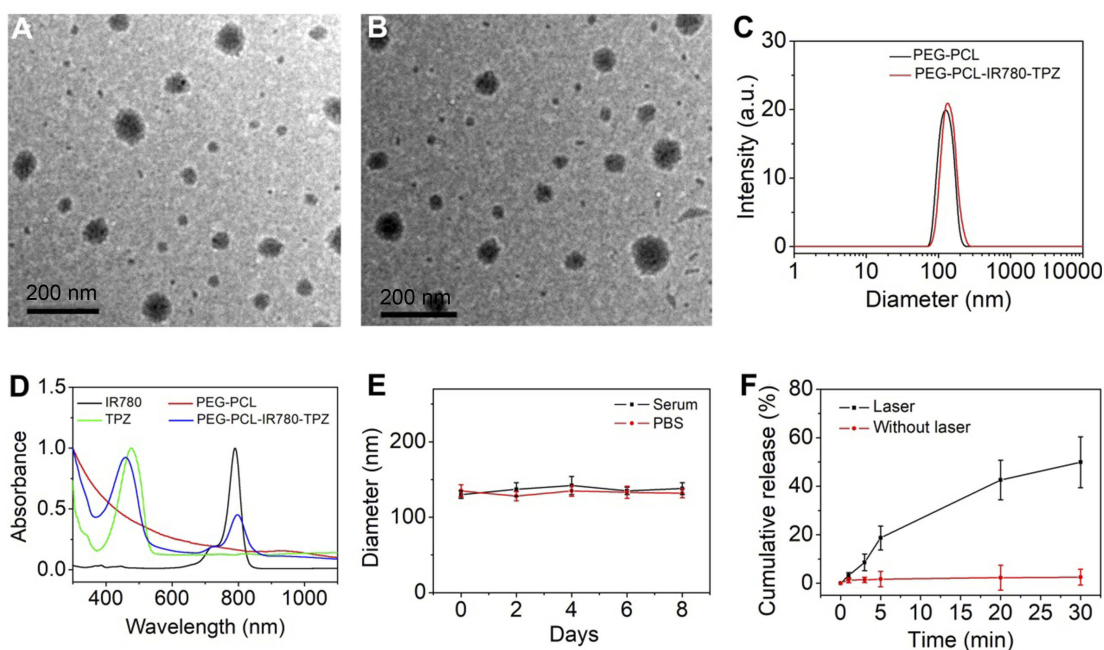 A
200 nm
B
200 nm
C
PEG-PCL
PEG-PCL-IR780-TPZ
30
20
10
0
Intensity (a.u.)
1 10 100 1000 10000
Diameter (nm)
D
IR780 PEG-PCL
TPZ PEG-PCL-IR780-TPZ
1.5
1.0
0.5
0.0
Absorbance
400 600 800 1000
Wavelength (nm)
E
Serum
PBS
250
150
50
Diameter (nm)
0 2 4 6 8
Days
F
Laser
Without laser
80
60
40
20
0
Cumulative release (%)
0 5 10 15 20 25 30
Time (min)